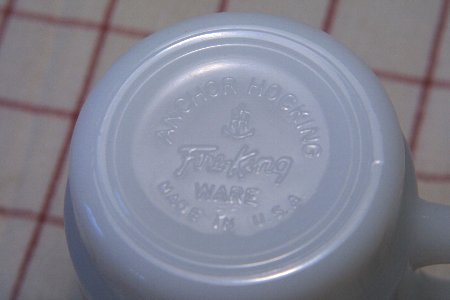 ANCHOR HOCKING
Fire-King
WARE
MADE IN U.S.A